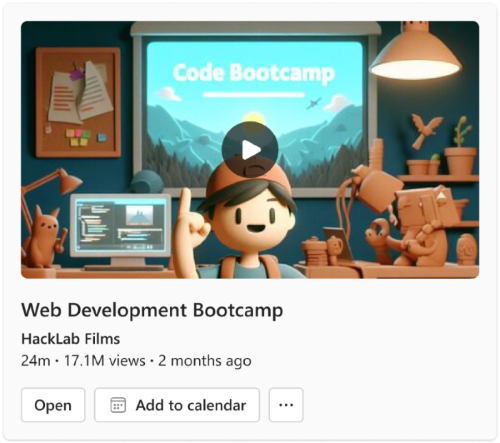 Code Bootcamp
Web Development Bootcamp
HackLab Films
24m · 17.1M views · 2 months ago
Open
Add to calendar